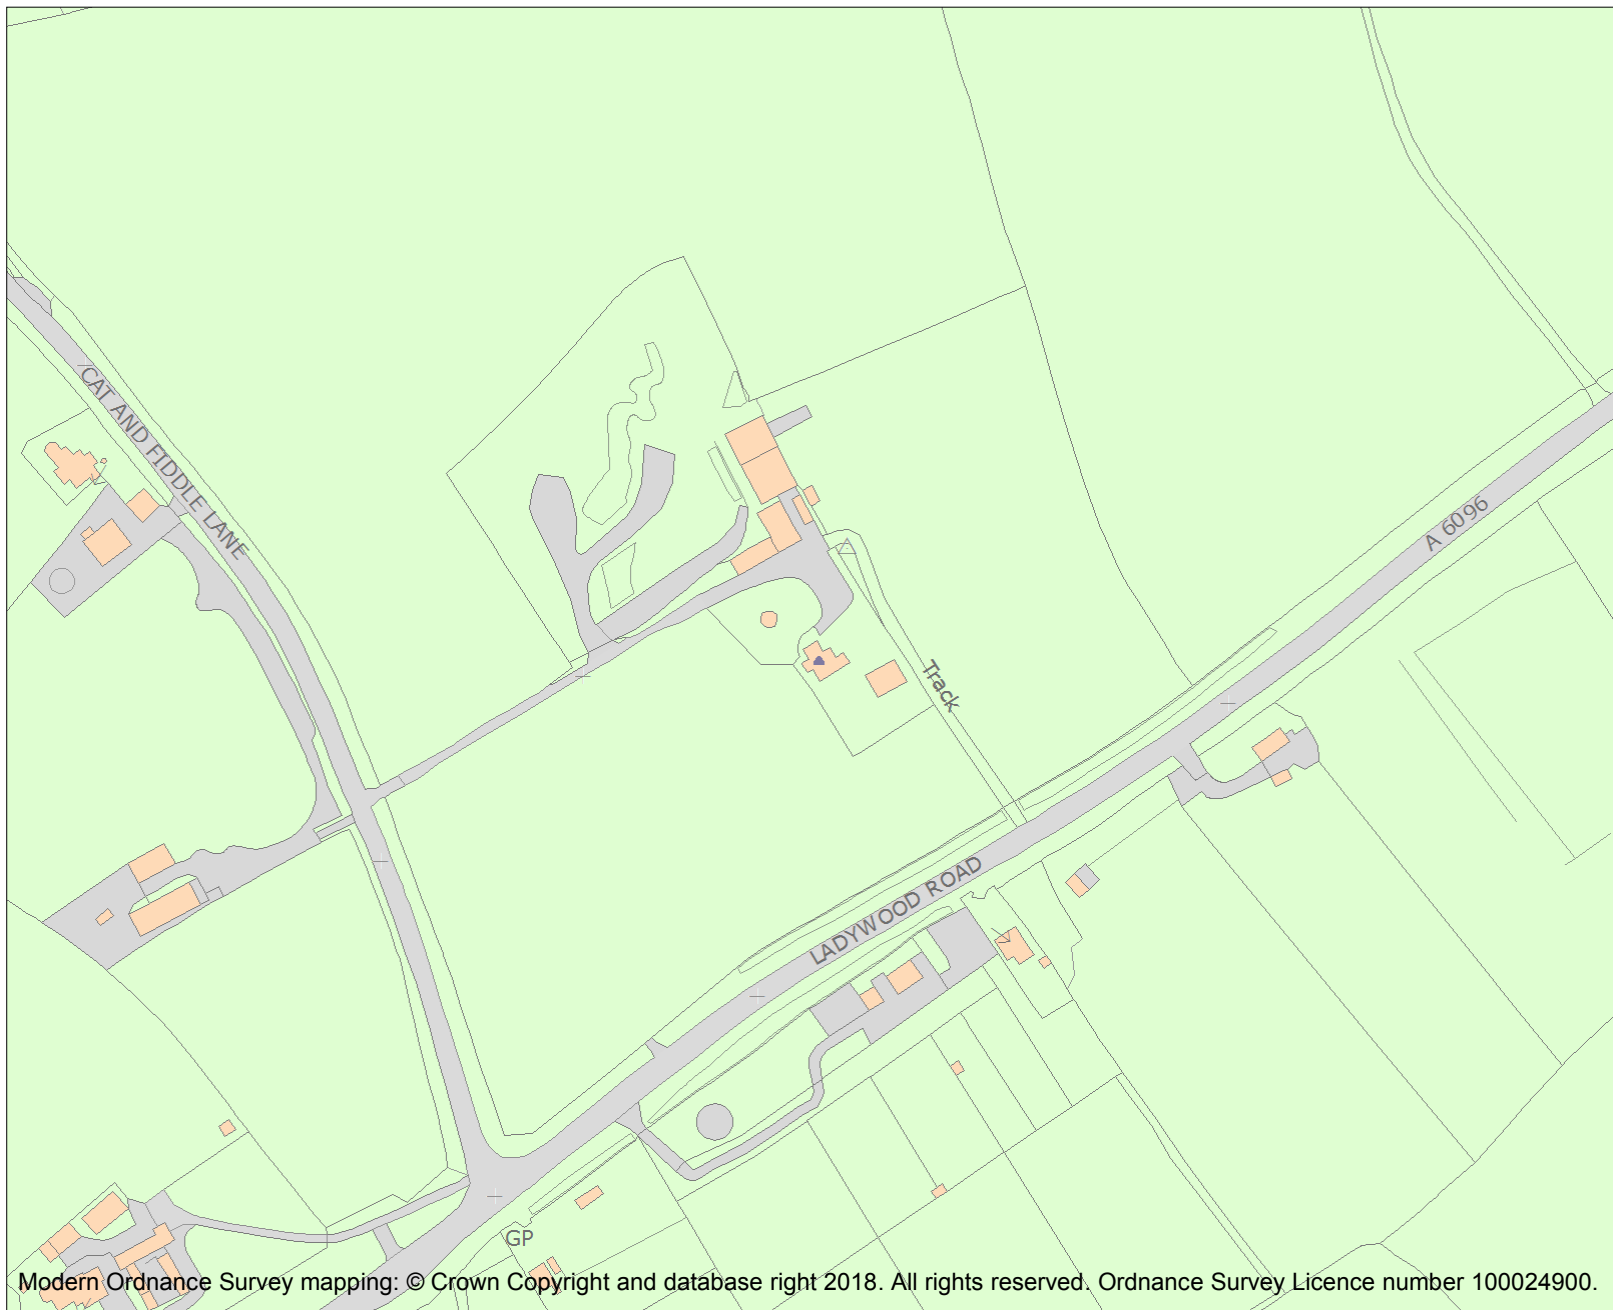 CAT AND FIDDLE LANE
A 6096
Track
LADYWOOD ROAD
GP
Modern Ordnance Survey mapping: © Crown Copyright and database right 2018. All rights reserved. Ordnance Survey Licence number 100024900.